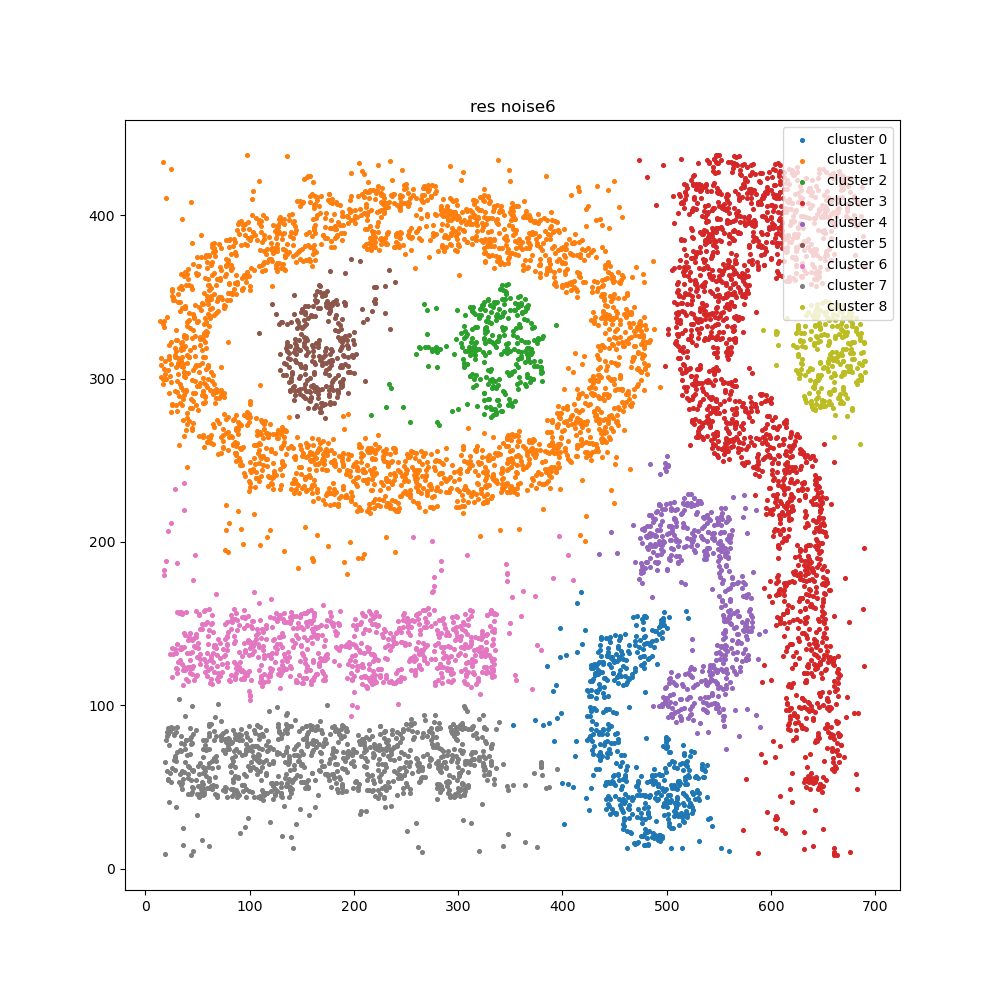 res noise6
cluster 0
cluster 1
cluster 2
cluster 3
cluster 4
cluster 5
cluster 6
cluster 7
cluster 8
400
300
200
100
0
0 100 200 300 400 500 600 700